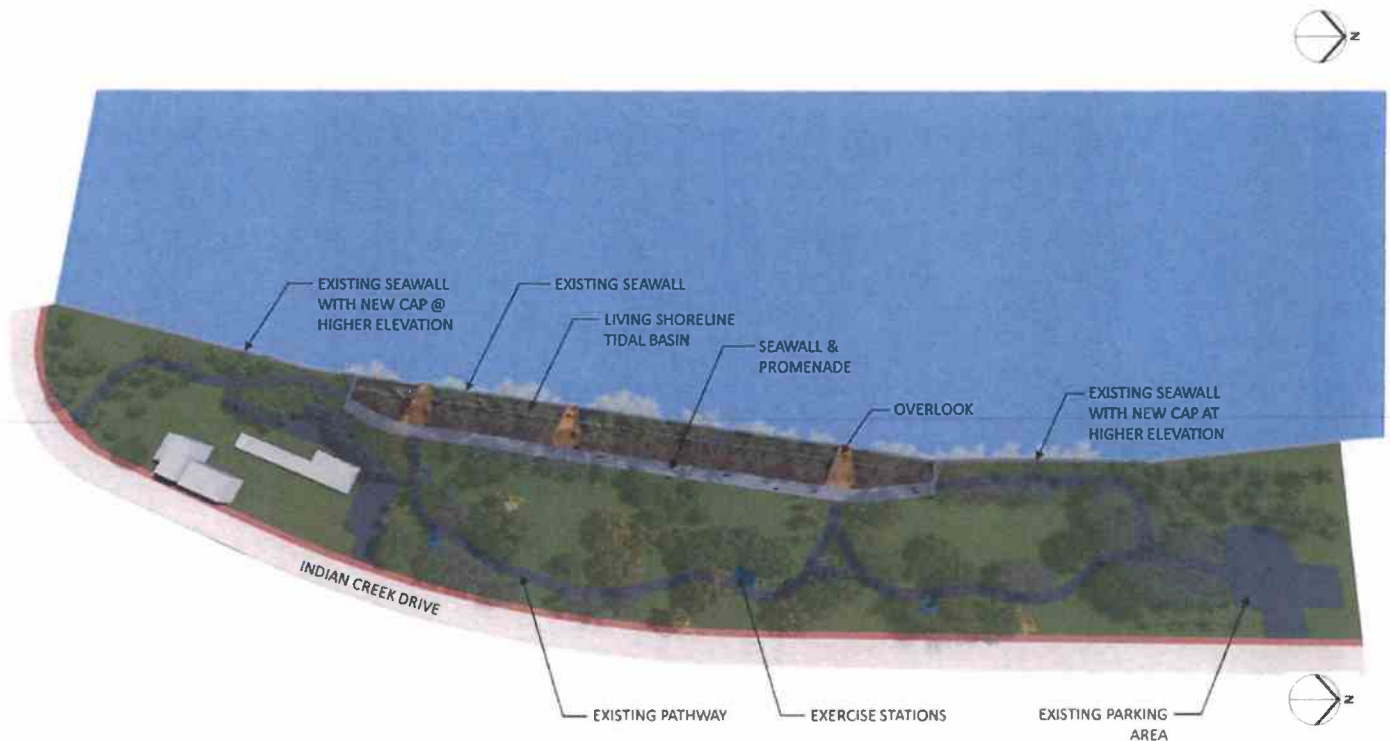 N
EXISTING SEAWALL
WITH NEW CAP @
HIGHER ELEVATION
EXISTING SEAWALL
LIVING SHORELINE
TIDAL BASIN
SEAWALL &
PROMENADE
OVERLOOK
EXISTING SEAWALL
WITH NEW CAP AT
HIGHER ELEVATION
INDIAN CREEK DRIVE
EXISTING PATHWAY
EXERCISE STATIONS
EXISTING PARKING
AREA
N